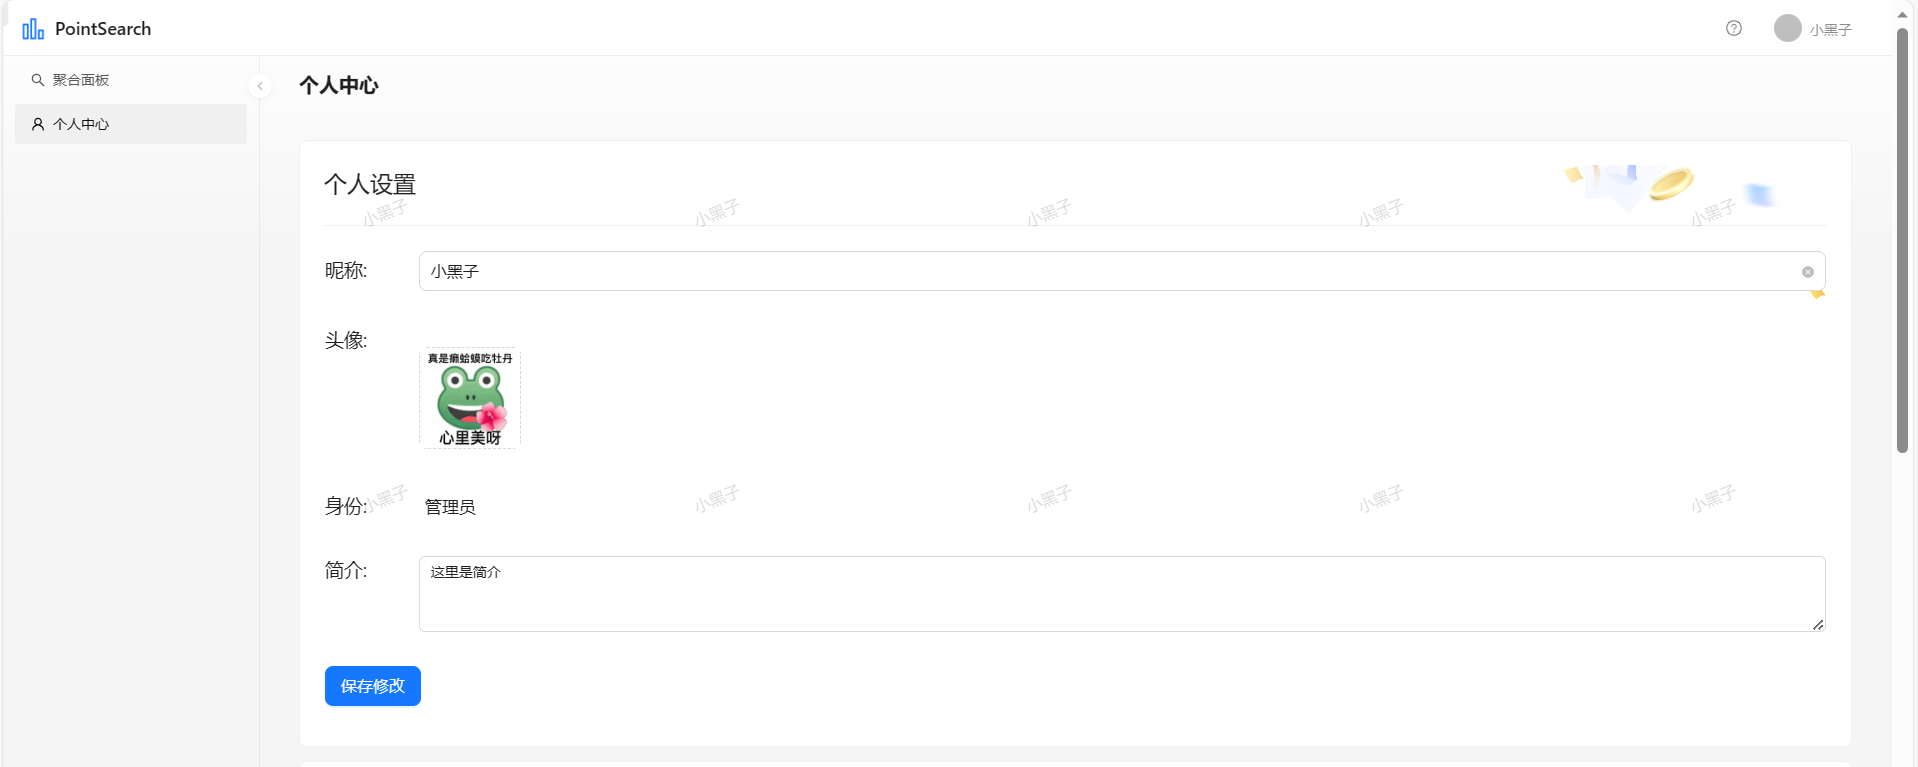 PointSearch
小黑子
聚合面板
个人中心
个人中心
个人设置
小黑子 小黑子 小黑子 小黑子 小黑子
昵称: 小黑子
头像:
真是癞蛤蟆吃牡丹
心里美呀
身份: 管理员
小黑子 小黑子 小黑子 小黑子 小黑子
简介: 这里是简介
保存修改